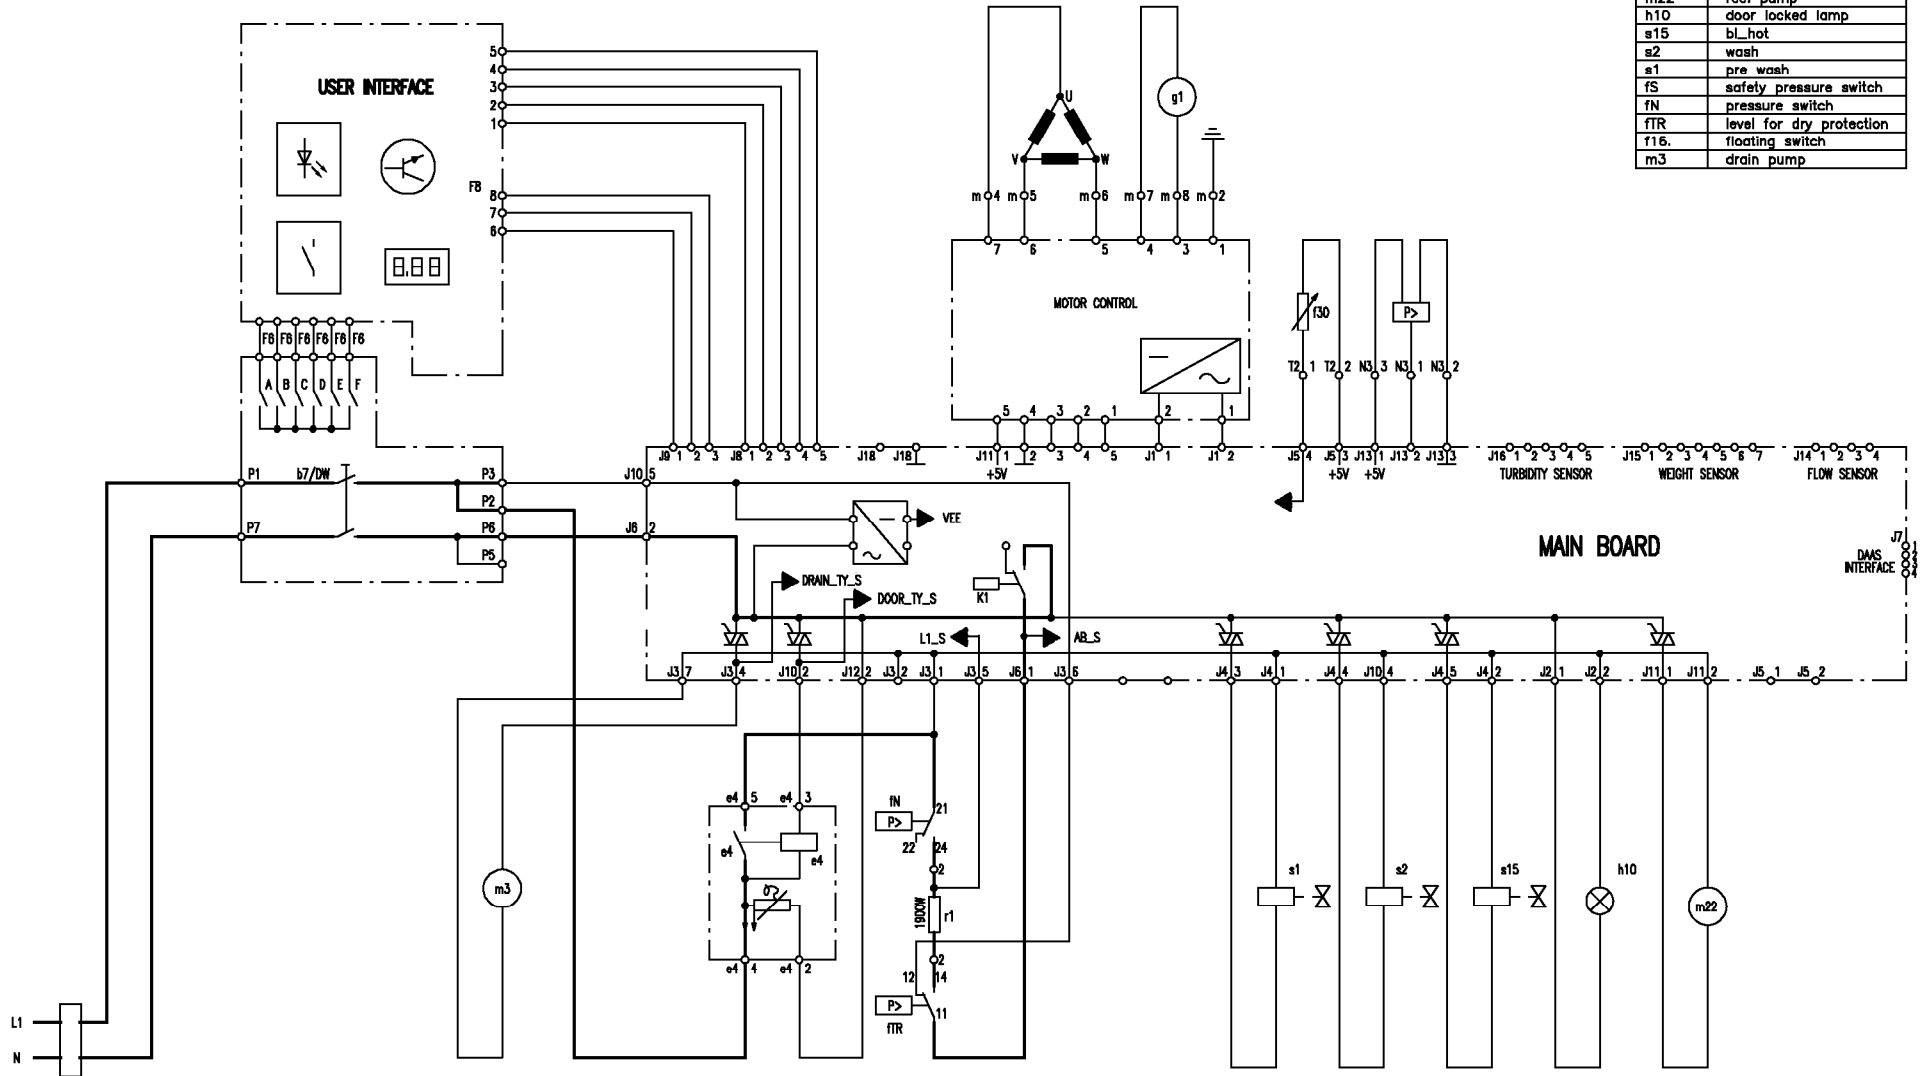 m22 fuel pump
h10 door locked lamp
s15 bl_hot
s2 wash
s1 pre wash
fS safety pressure switch
fN pressure switch
fTR level for dry protection
f16. floating switch
m3 drain pump
USER INTERFACE
5
4
3
2
1
F8
8
7
6
8.88
F6 F6 F6 F6 F6 F6
A B C D E F
U
V W
g1
m 4 m 5 m 6 m 7 m 8 m 2
7 6 5 4 3 1
MOTOR CONTROL
5 4 3 2 1 2 1
f30
P>
T2 1 T2 2 N3 3 N3 1 N3 2
J9 1 2 3 J8 1 2 3 4 5 J18 J18 J11 1 2 3 4 5 J1 1 J1 2 J5 4 J5 3 J13 1 J13 2 J13 3 J16 1 2 3 4 5 J15 1 2 3 4 5 6 7 J14 1 2 3 4
+5V +5V +5V
TURBIDITY SENSOR WEIGHT SENSOR FLOW SENSOR
P1 b7/DW P3 J10 5
P2
P7 P6 J6 2
P5
VEE
MAIN BOARD
J7 1
DAAS 2
INTERFACE 3
4
DRAIN_TY_S
DOOR_TY_S
K1
L1_S AB_S
J3 7 J3 4 J10 2 J12 2 J3 2 J3 1 J3 5 J6 1 J3 6 J4 3 J4 1 J4 4 J10 4 J4 5 J4 2 J2 1 J2 2 J11 1 J11 2 J5 1 J5 2
e4 5 e4 3
fN
21
P>
22 24
e4 e4
2
m3
1900W r1
e4 4 e4 2
2
12 14
P>
11
fTR
s1 s2 s15 h10
m22
L1
N